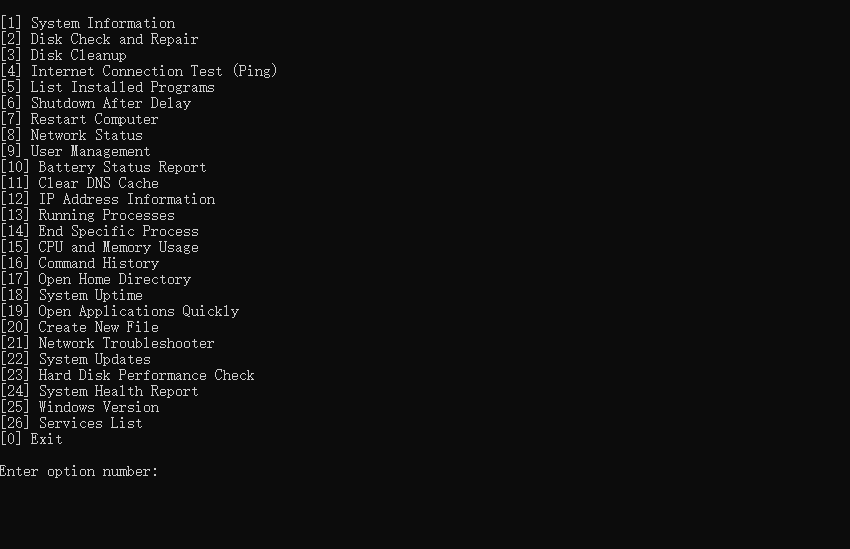 [1] System Information
[2] Disk Check and Repair
[3] Disk Cleanup
[4] Internet Connection Test (Ping)
[5] List Installed Programs
[6] Shutdown After Delay
[7] Restart Computer
[8] Network Status
[9] User Management
[10] Battery Status Report
[11] Clear DNS Cache
[12] IP Address Information
[13] Running Processes
[14] End Specific Process
[15] CPU and Memory Usage
[16] Command History
[17] Open Home Directory
[18] System Uptime
[19] Open Applications Quickly
[20] Create New File
[21] Network Troubleshooter
[22] System Updates
[23] Hard Disk Performance Check
[24] System Health Report
[25] Windows Version
[26] Services List
[0] Exit
Enter option number: